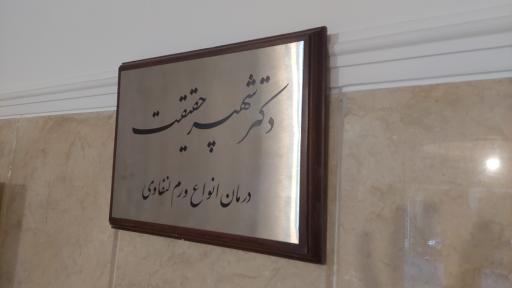 دکتر شهپر حقیقت
درمان انواع ورم لنفاوی